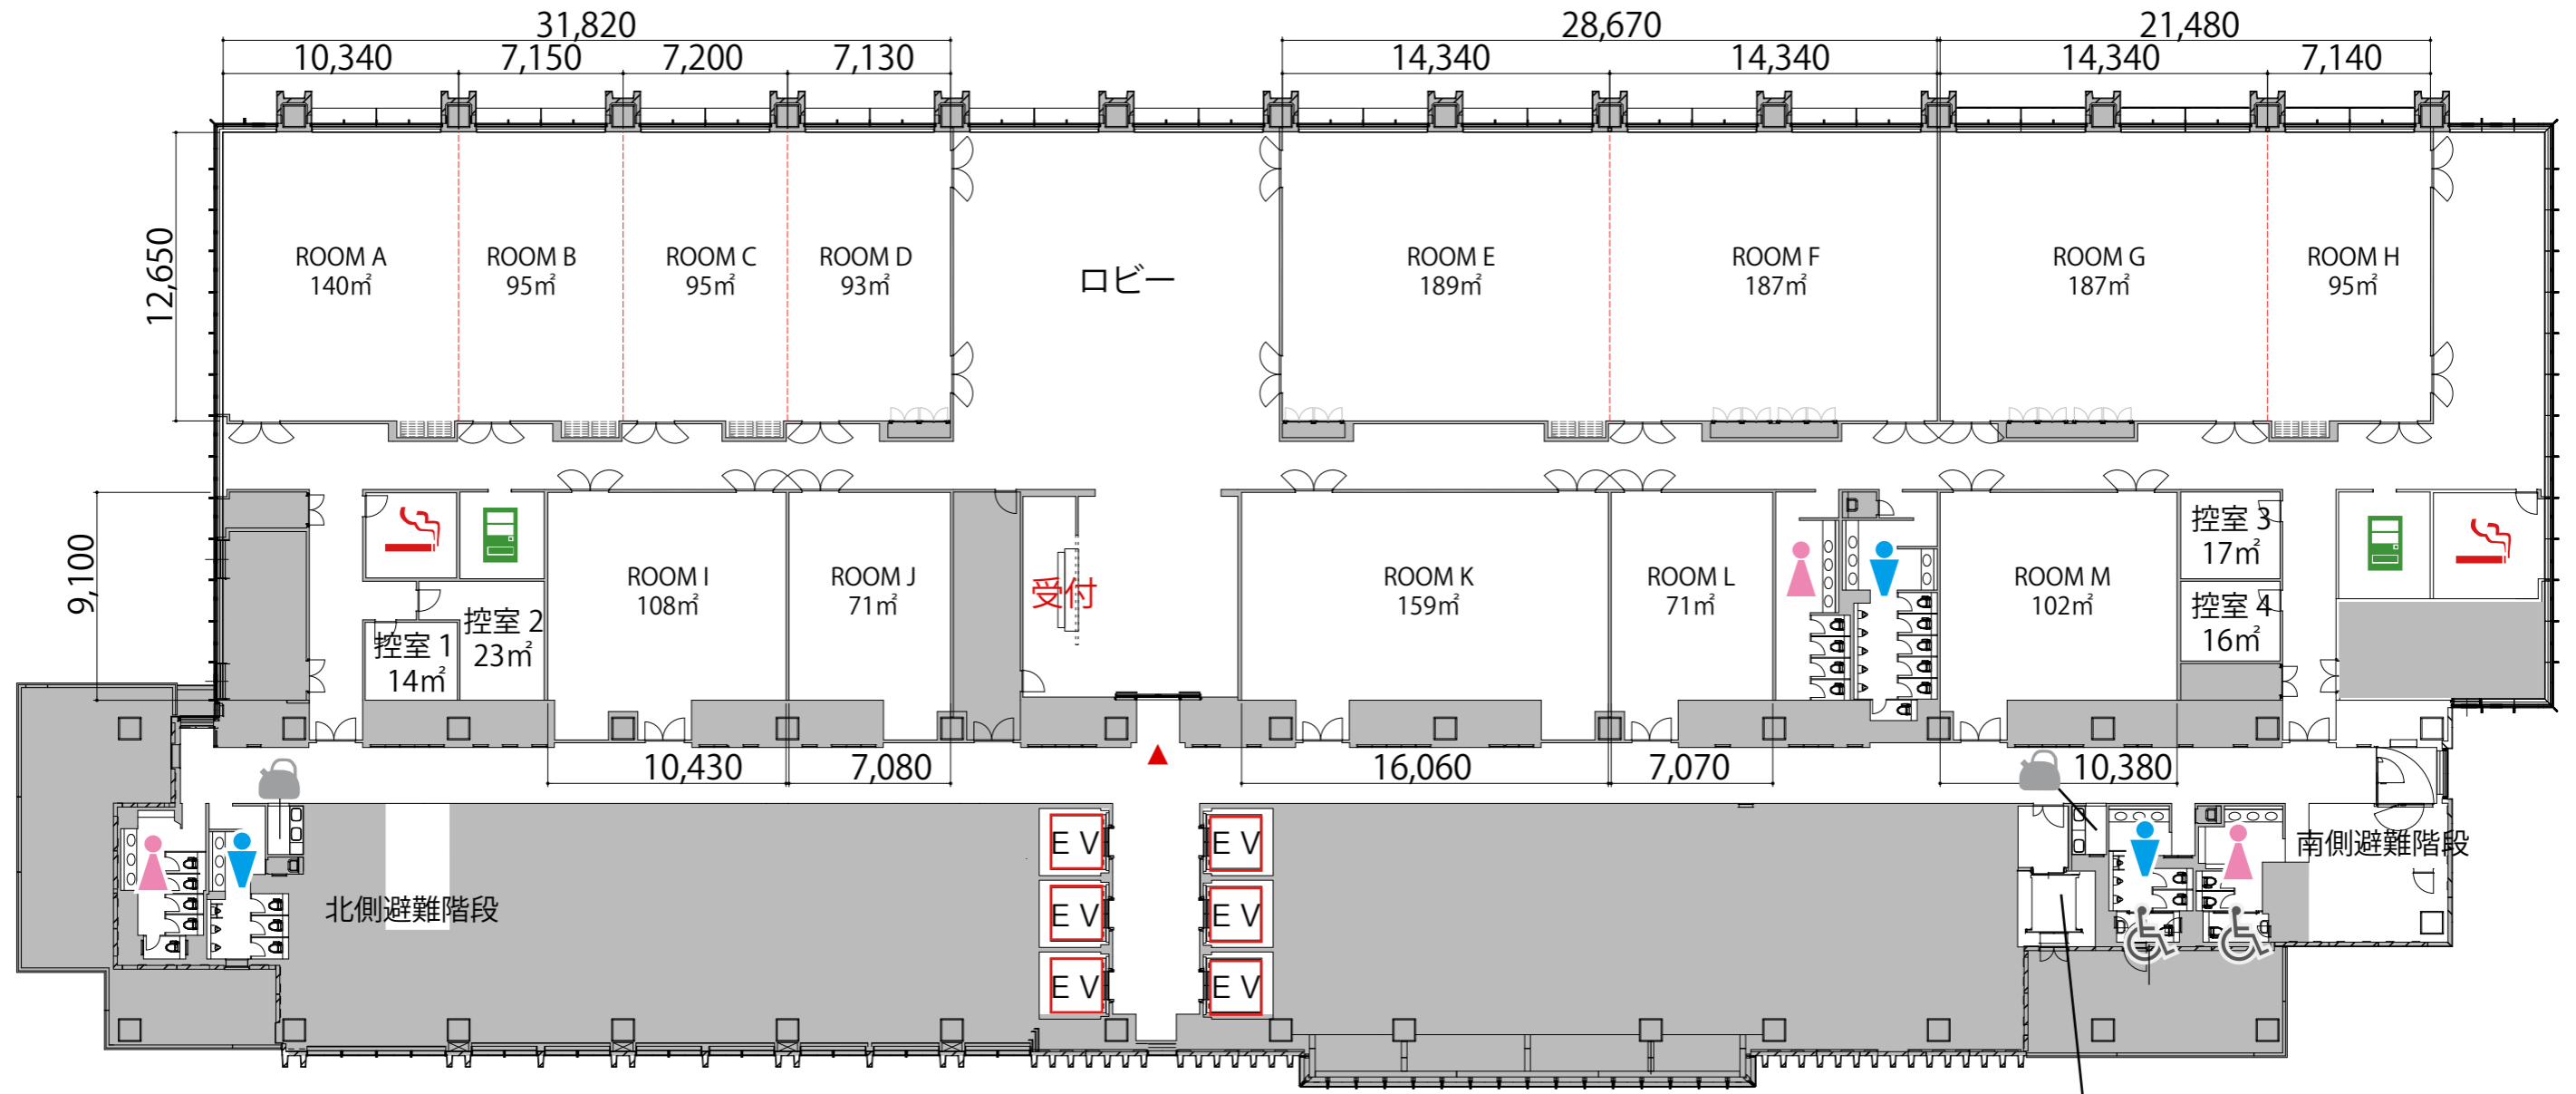 31,820
28,670
21,480
10,340
7,150
7,200
7,130
14,340
14,340
14,340
7,140
12,650
ROOM A
140㎡
ROOM B
95㎡
ROOM C
95㎡
ROOM D
93㎡
ロビー
ROOM E
189㎡
ROOM F
187㎡
ROOM G
187㎡
ROOM H
95㎡
9,100
控室 1
14㎡
控室 2
23㎡
ROOM I
108㎡
ROOM J
71㎡
受付
ROOM K
159㎡
ROOM L
71㎡
ROOM M
102㎡
控室 3
17㎡
控室 4
16㎡
10,430
7,080
16,060
7,070
10,380
北側避難階段
E V
E V
E V
E V
E V
E V
南側避難階段